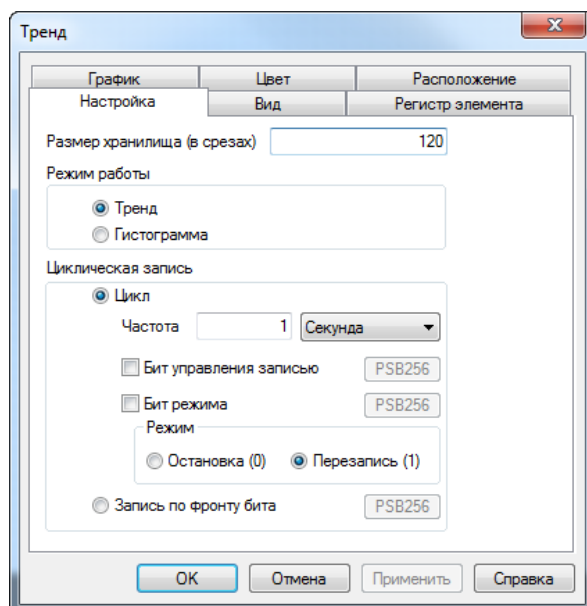 Тренд
График Цвет Расположение
Настройка Вид Регистр элемента
Размер хранилища (в срезах) 120
Режим работы
Тренд
Гистограмма
Циклическая запись
Цикл
Частота 1 Секунда
Бит управления записью PSB256
Бит режима PSB256
Режим
Остановка (0) Перезапись (1)
Запись по фронту бита PSB256
OK Отмена Применить Справка